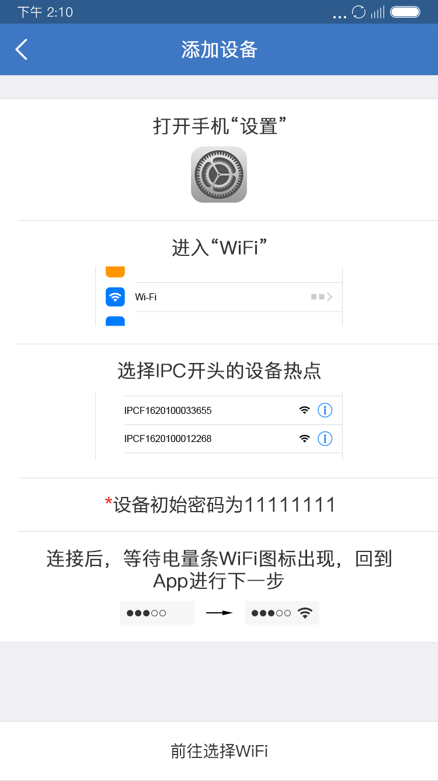 下午 2:10
添加设备
打开手机“设置”
进入“WiFi”
Wi-Fi
选择IPC开头的设备热点
IPCF1620100033655
IPCF1620100012268
*设备初始密码为11111111
连接后，等待电量条WiFi图标出现，回到
App进行下一步
前往选择WiFi